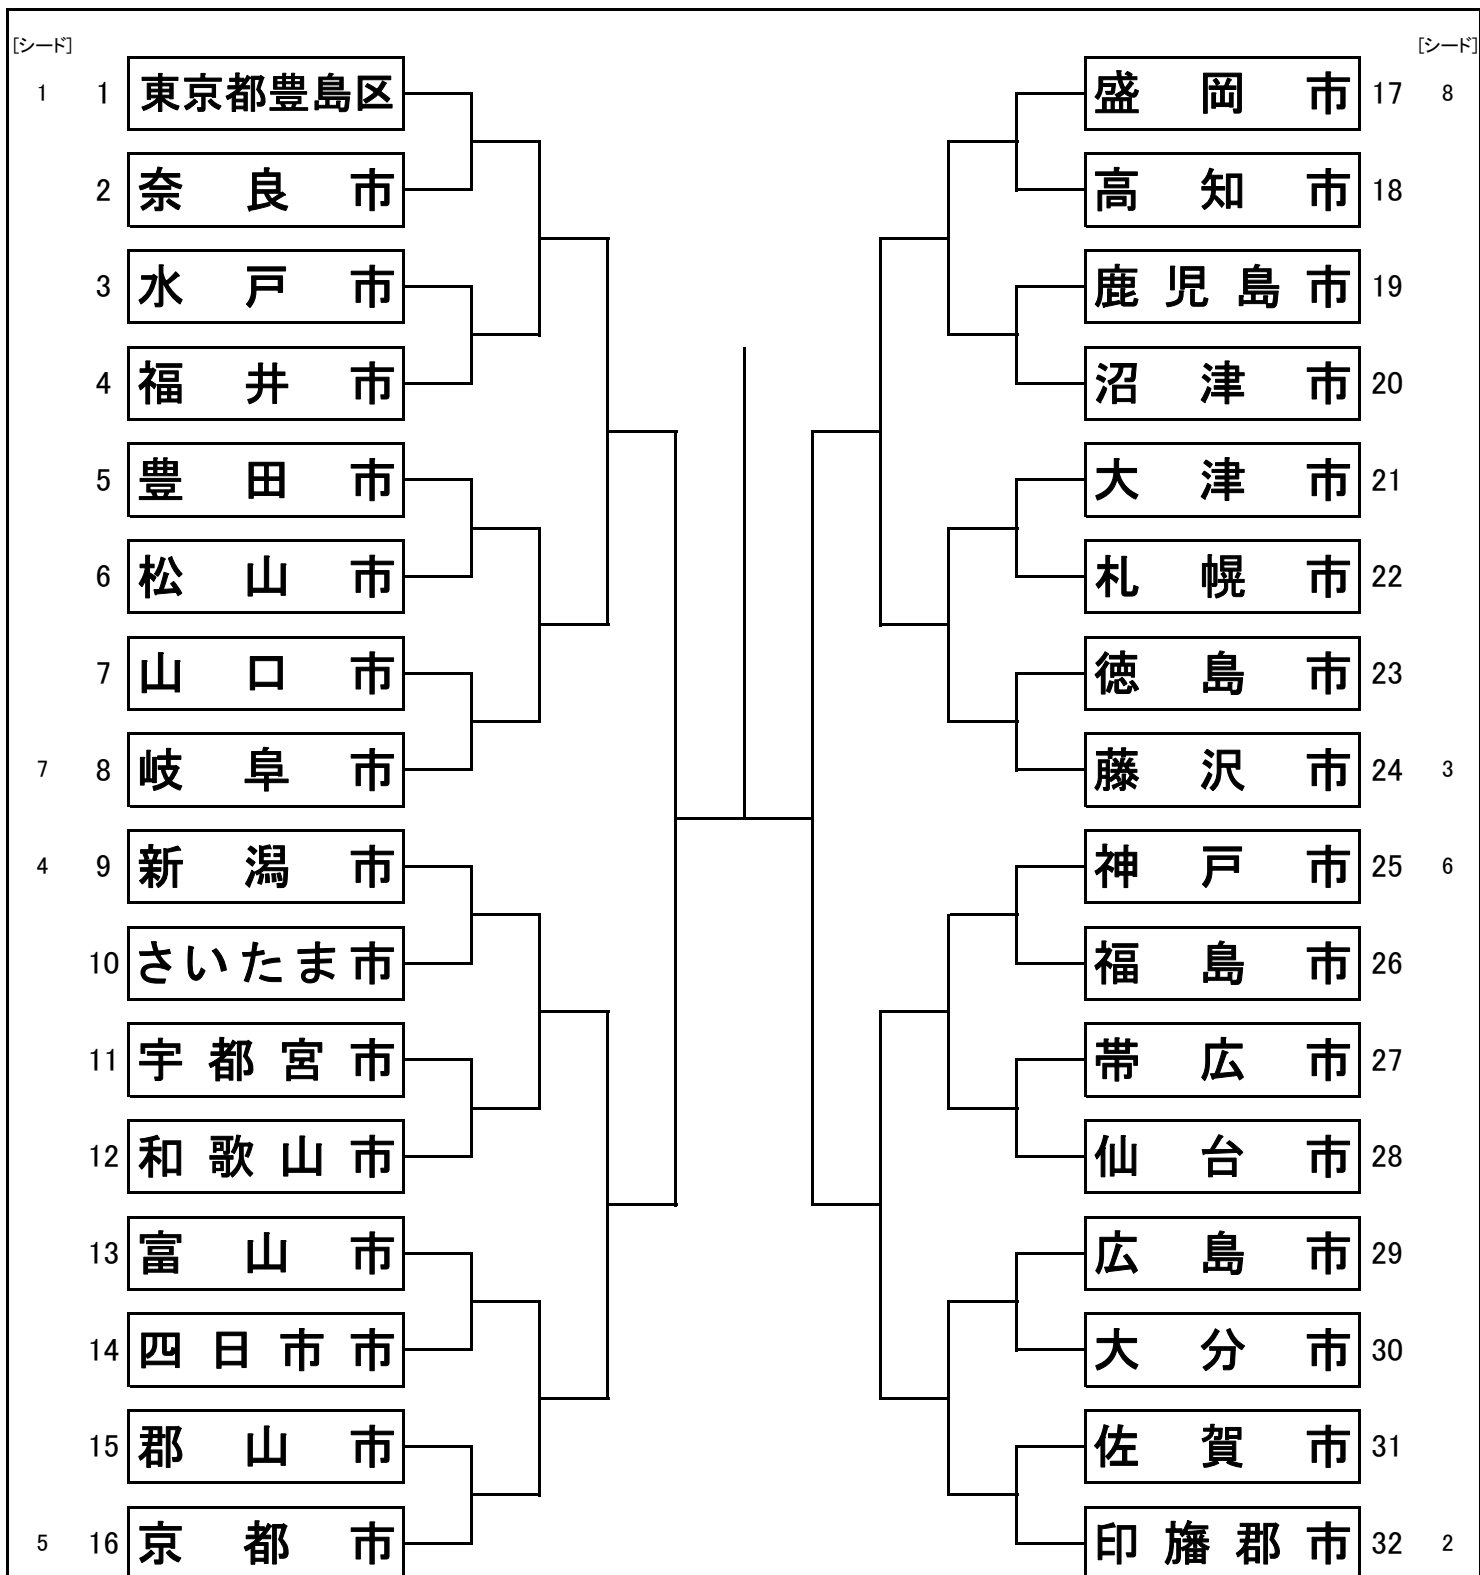 [シード] [シード]
1 1 東京都豊島区 盛岡市 17 8
2 奈良市 高知市 18
3 水戸市 鹿児島市 19
4 福井市 沼津市 20
5 豊田市 大津市 21
6 松山市 札幌市 22
7 山口市 徳島市 23
7 8 岐阜市 藤沢市 24 3
4 9 新潟市 神戸市 25 6
10 さいたま市 福島市 26
11 宇都宮市 帯広市 27
12 和歌山市 仙台市 28
13 富山市 広島市 29
14 四日市市 大分市 30
15 郡山市 佐賀市 31
5 16 京都市 印旛郡市 32 2